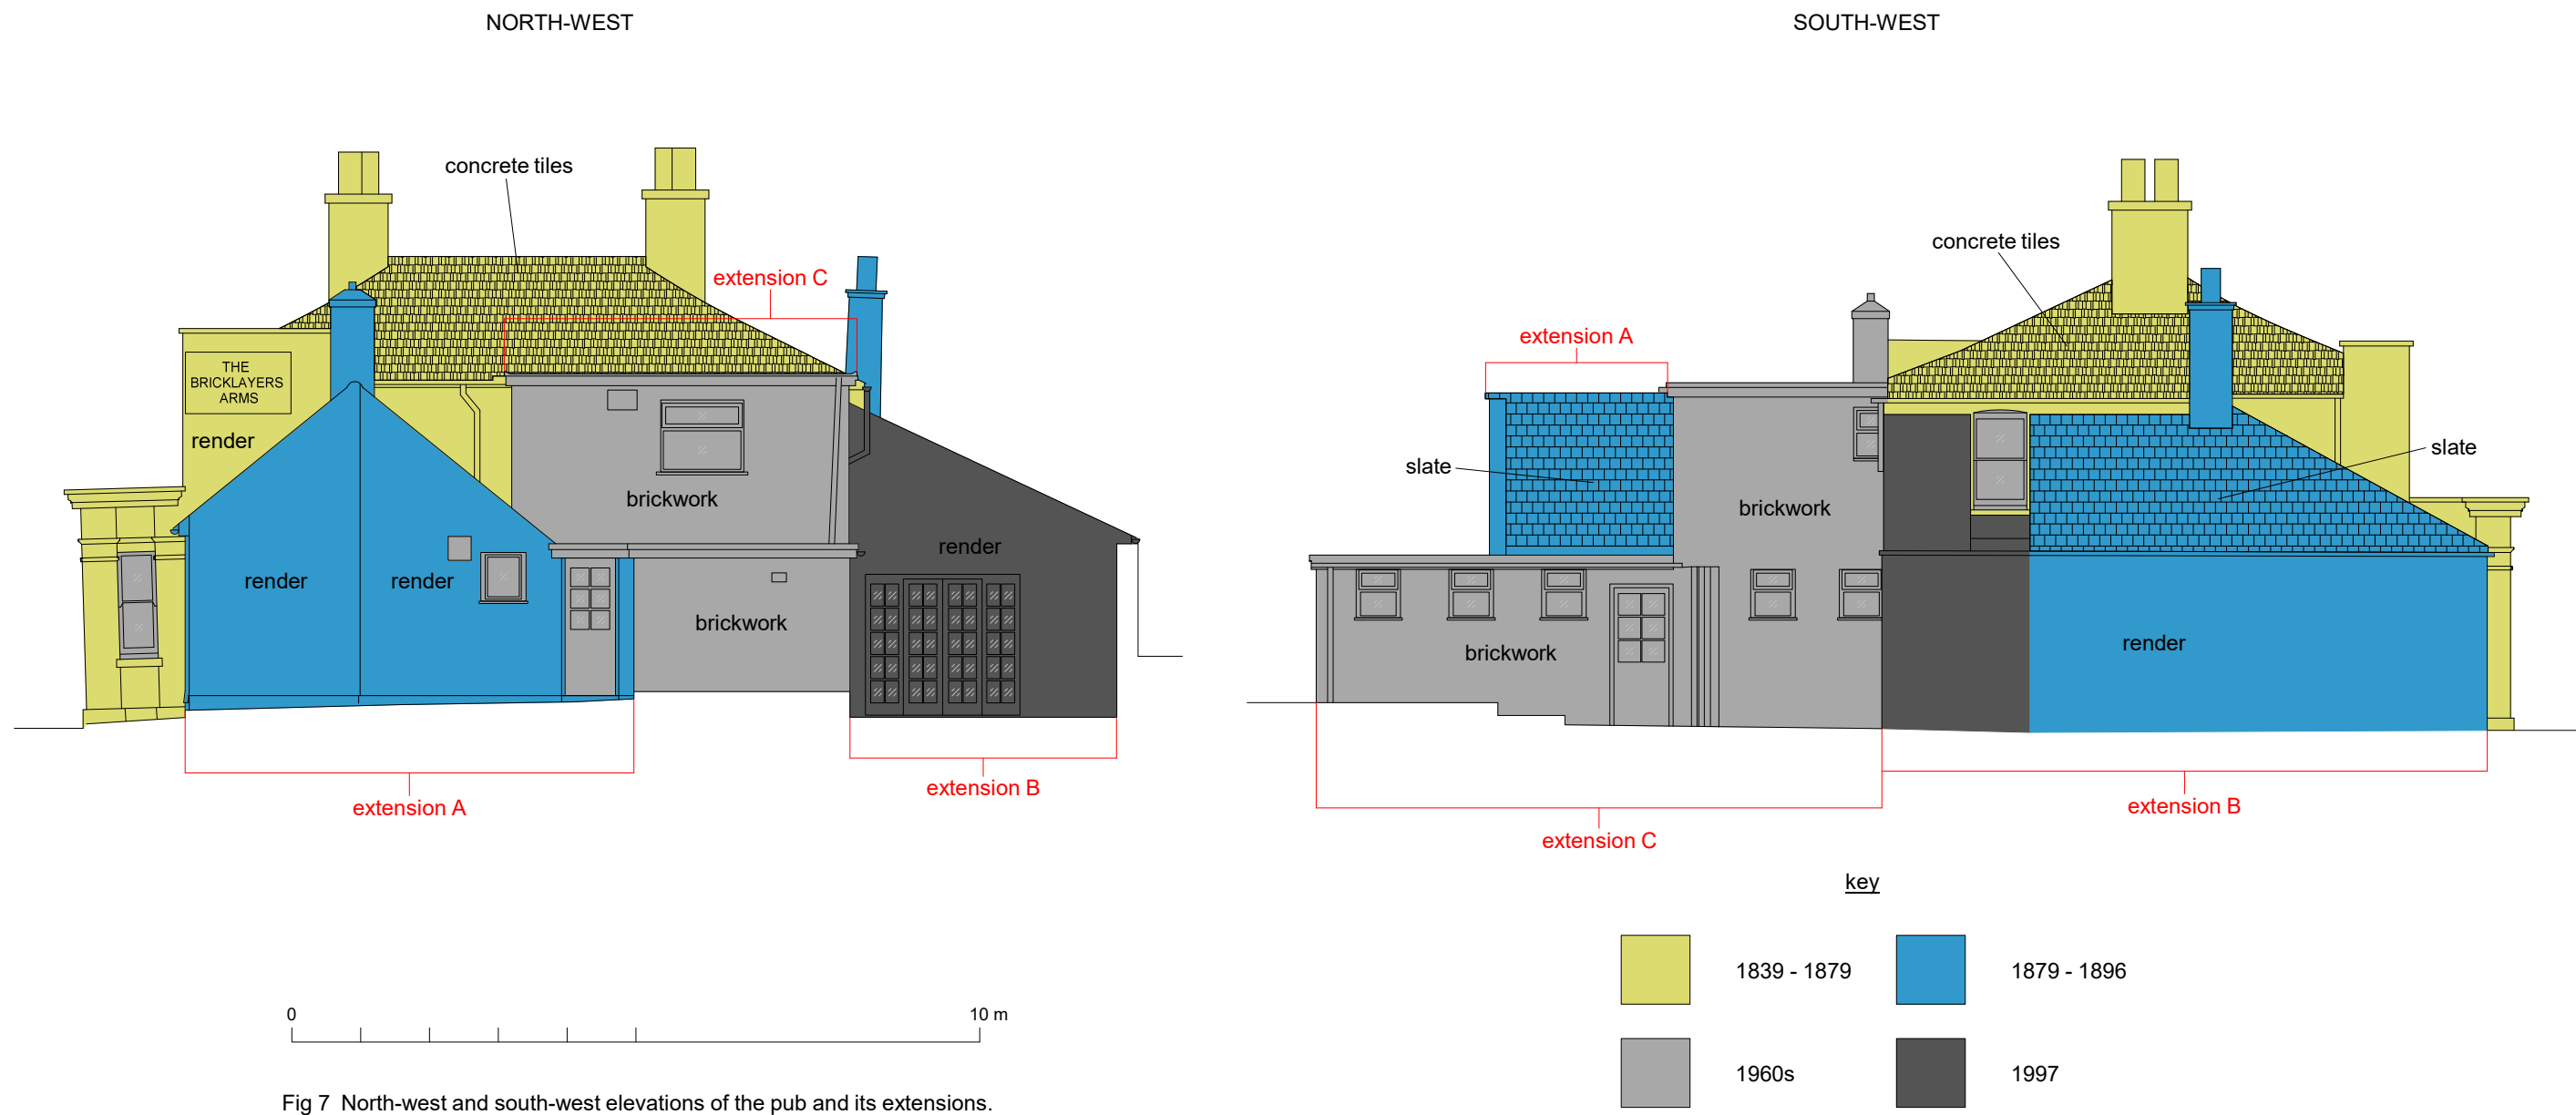 NORTH-WEST
SOUTH-WEST
concrete tiles
extension C
THE
BRICKLAYERS
ARMS
render
brickwork
render
render
render
brickwork
extension B
extension A
concrete tiles
extension A
slate
slate
brickwork
brickwork
render
extension B
extension C
key
1839 - 1879
1879 - 1896
1960s
1997
0
10 m
Fig 7 North-west and south-west elevations of the pub and its extensions.